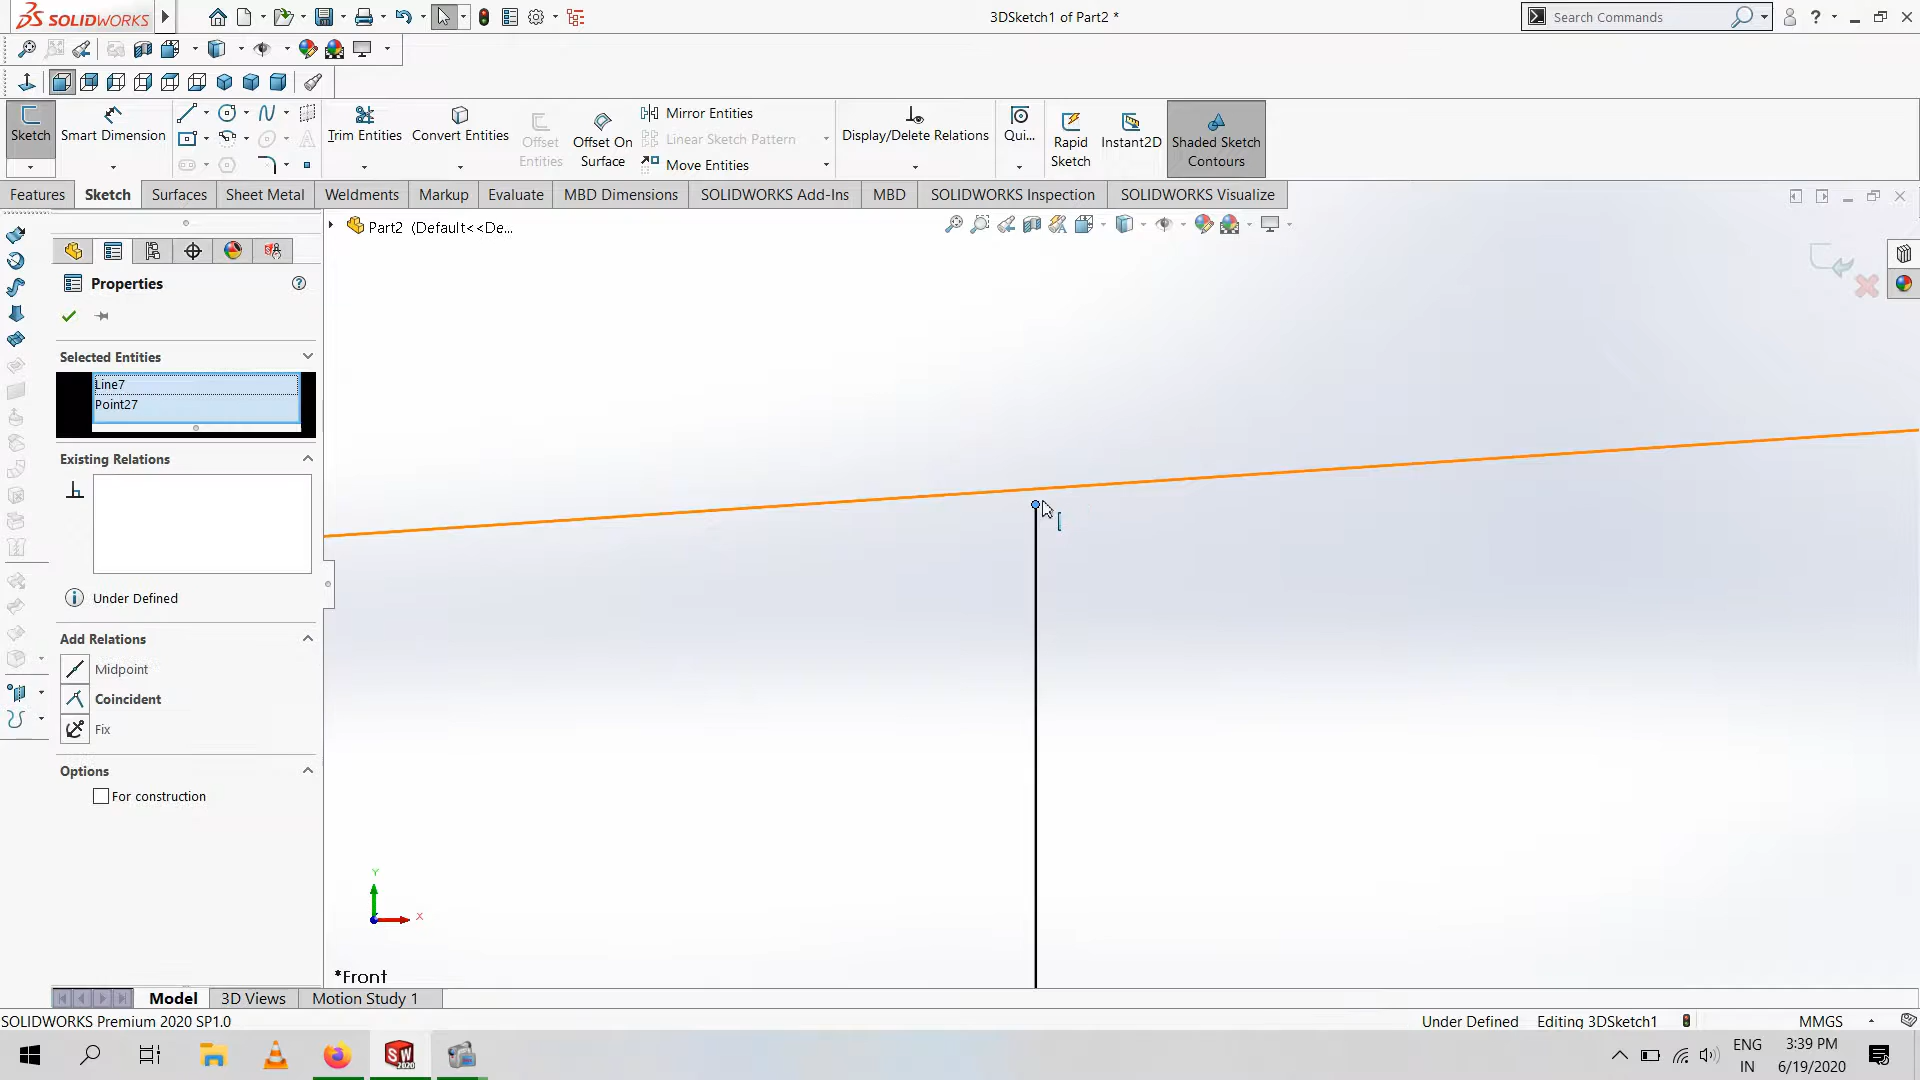 SOLIDWORKS
3DSketch1 of Part2 *
Search Commands
Sketch
Smart Dimension
Trim Entities
Convert Entities
Offset Entities
Offset On Surface
Mirror Entities
Linear Sketch Pattern
Move Entities
Display/Delete Relations
Qui...
Rapid Sketch
Instant2D
Shaded Sketch Contours
Features
Sketch
Surfaces
Sheet Metal
Weldments
Markup
Evaluate
MBD Dimensions
SOLIDWORKS Add-Ins
MBD
SOLIDWORKS Inspection
SOLIDWORKS Visualize
Part2 (Default<<De...
Properties
Selected Entities
Line7
Point27
Existing Relations
Under Defined
Add Relations
Midpoint
Coincident
Fix
Options
For construction
Y
X
*Front
Model
3D Views
Motion Study 1
SOLIDWORKS Premium 2020 SP1.0
Under Defined
Editing 3DSketch1
MMGS
SW
2020
ENG
IN
3:39 PM
6/19/2020